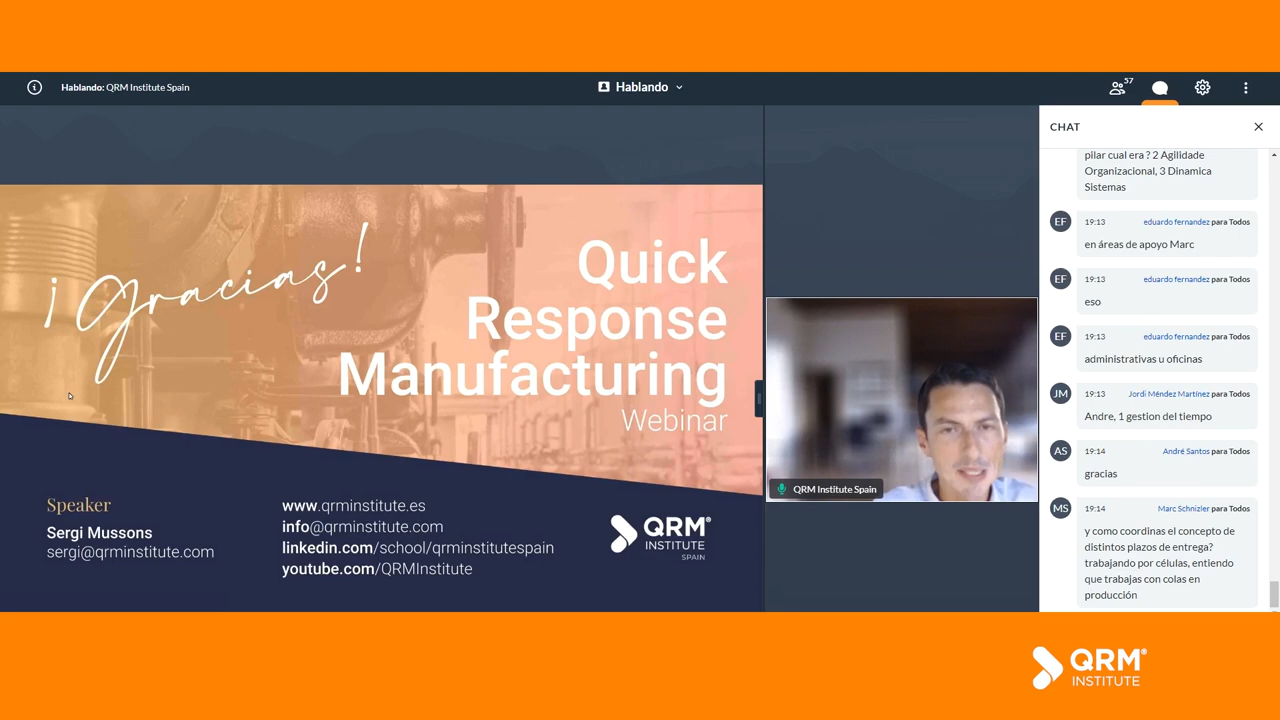 Hablando: QRM Institute Spain
Hablando
57
¡Gracias!
Quick
Response
Manufacturing
Webinar
Speaker
Sergi Mussons
sergi@qrminstitute.com
www.qrminstitute.es
info@qrminstitute.com
linkedin.com/school/qrminstitutespain
youtube.com/QRMInstitute
QRM®
INSTITUTE
SPAIN
QRM Institute Spain
CHAT
pilar cual era ? 2 Agilidade
Organizacional, 3 Dinamica
Sistemas
EF
19:13 eduardo fernandez para Todos
en áreas de apoyo Marc
EF
19:13 eduardo fernandez para Todos
eso
EF
19:13 eduardo fernandez para Todos
administrativas u oficinas
JM
19:13 Jordi Méndez Martínez para Todos
Andre, 1 gestion del tiempo
AS
19:14 André Santos para Todos
gracias
MS
19:14 Marc Schnizler para Todos
y como coordinas el concepto de
distintos plazos de entrega?
trabajando por células, entiendo
que trabajas con colas en
producción
QRM®
INSTITUTE